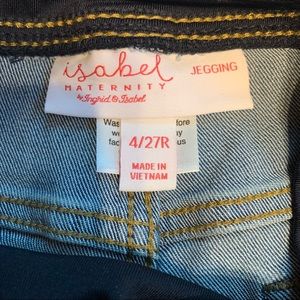 isabel
MATERNITY
by Ingrid & Isabel
JEGGING
4/27R
MADE IN
VIETNAM